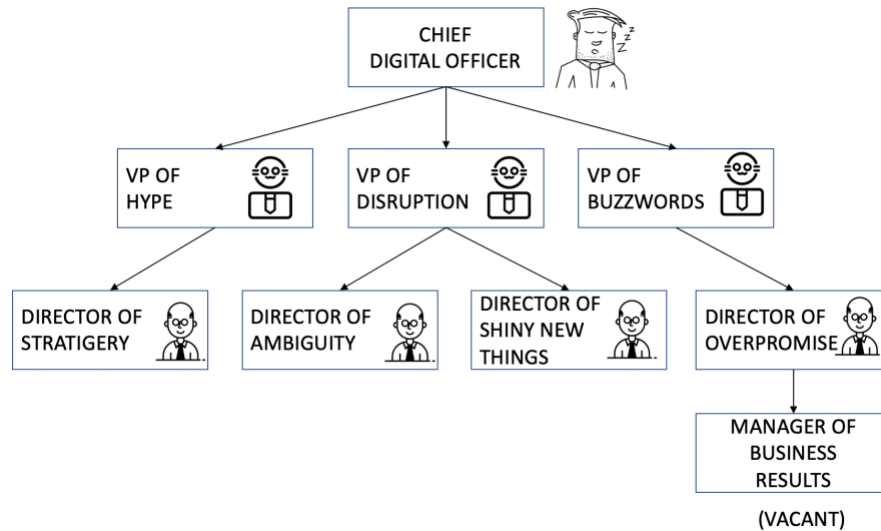 CHIEF
DIGITAL OFFICER
z
z
z
VP OF
HYPE
VP OF
DISRUPTION
VP OF
BUZZWORDS
DIRECTOR OF
STRATIGERY
DIRECTOR OF
AMBIGUITY
DIRECTOR OF
SHINY NEW
THINGS
DIRECTOR OF
OVERPROMISE
MANAGER OF
BUSINESS
RESULTS
(VACANT)